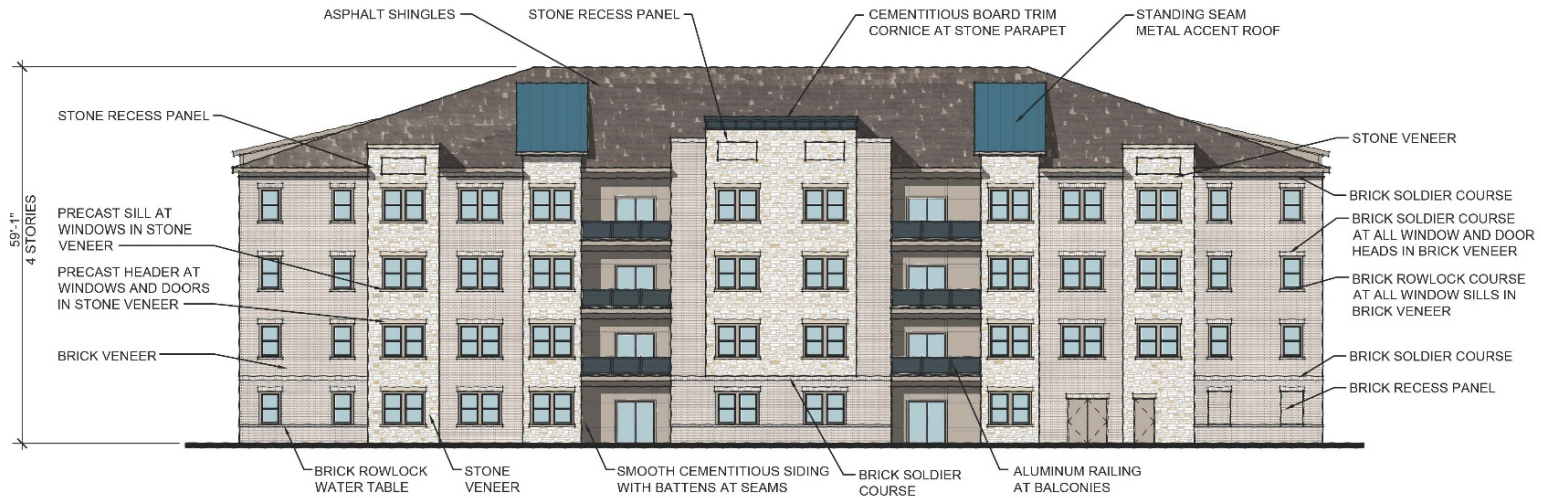 ASPHALT SHINGLES
STONE RECESS PANEL
CEMENTITIOUS BOARD TRIM
CORNICE AT STONE PARAPET
STANDING SEAM
METAL ACCENT ROOF
STONE RECESS PANEL
PRECAST SILL AT
WINDOWS IN STONE
VENEER
PRECAST HEADER AT
WINDOWS AND DOORS
IN STONE VENEER
BRICK VENEER
59'-1"
4 STORIES
STONE VENEER
BRICK SOLDIER COURSE
BRICK SOLDIER COURSE
AT ALL WINDOW AND DOOR
HEADS IN BRICK VENEER
BRICK ROWLOCK COURSE
AT ALL WINDOW SILLS IN
BRICK VENEER
BRICK SOLDIER COURSE
BRICK RECESS PANEL
BRICK ROWLOCK
WATER TABLE
STONE
VENEER
SMOOTH CEMENTITIOUS SIDING
WITH BATTENS AT SEAMS
BRICK SOLDIER
COURSE
ALUMINUM RAILING
AT BALCONIES